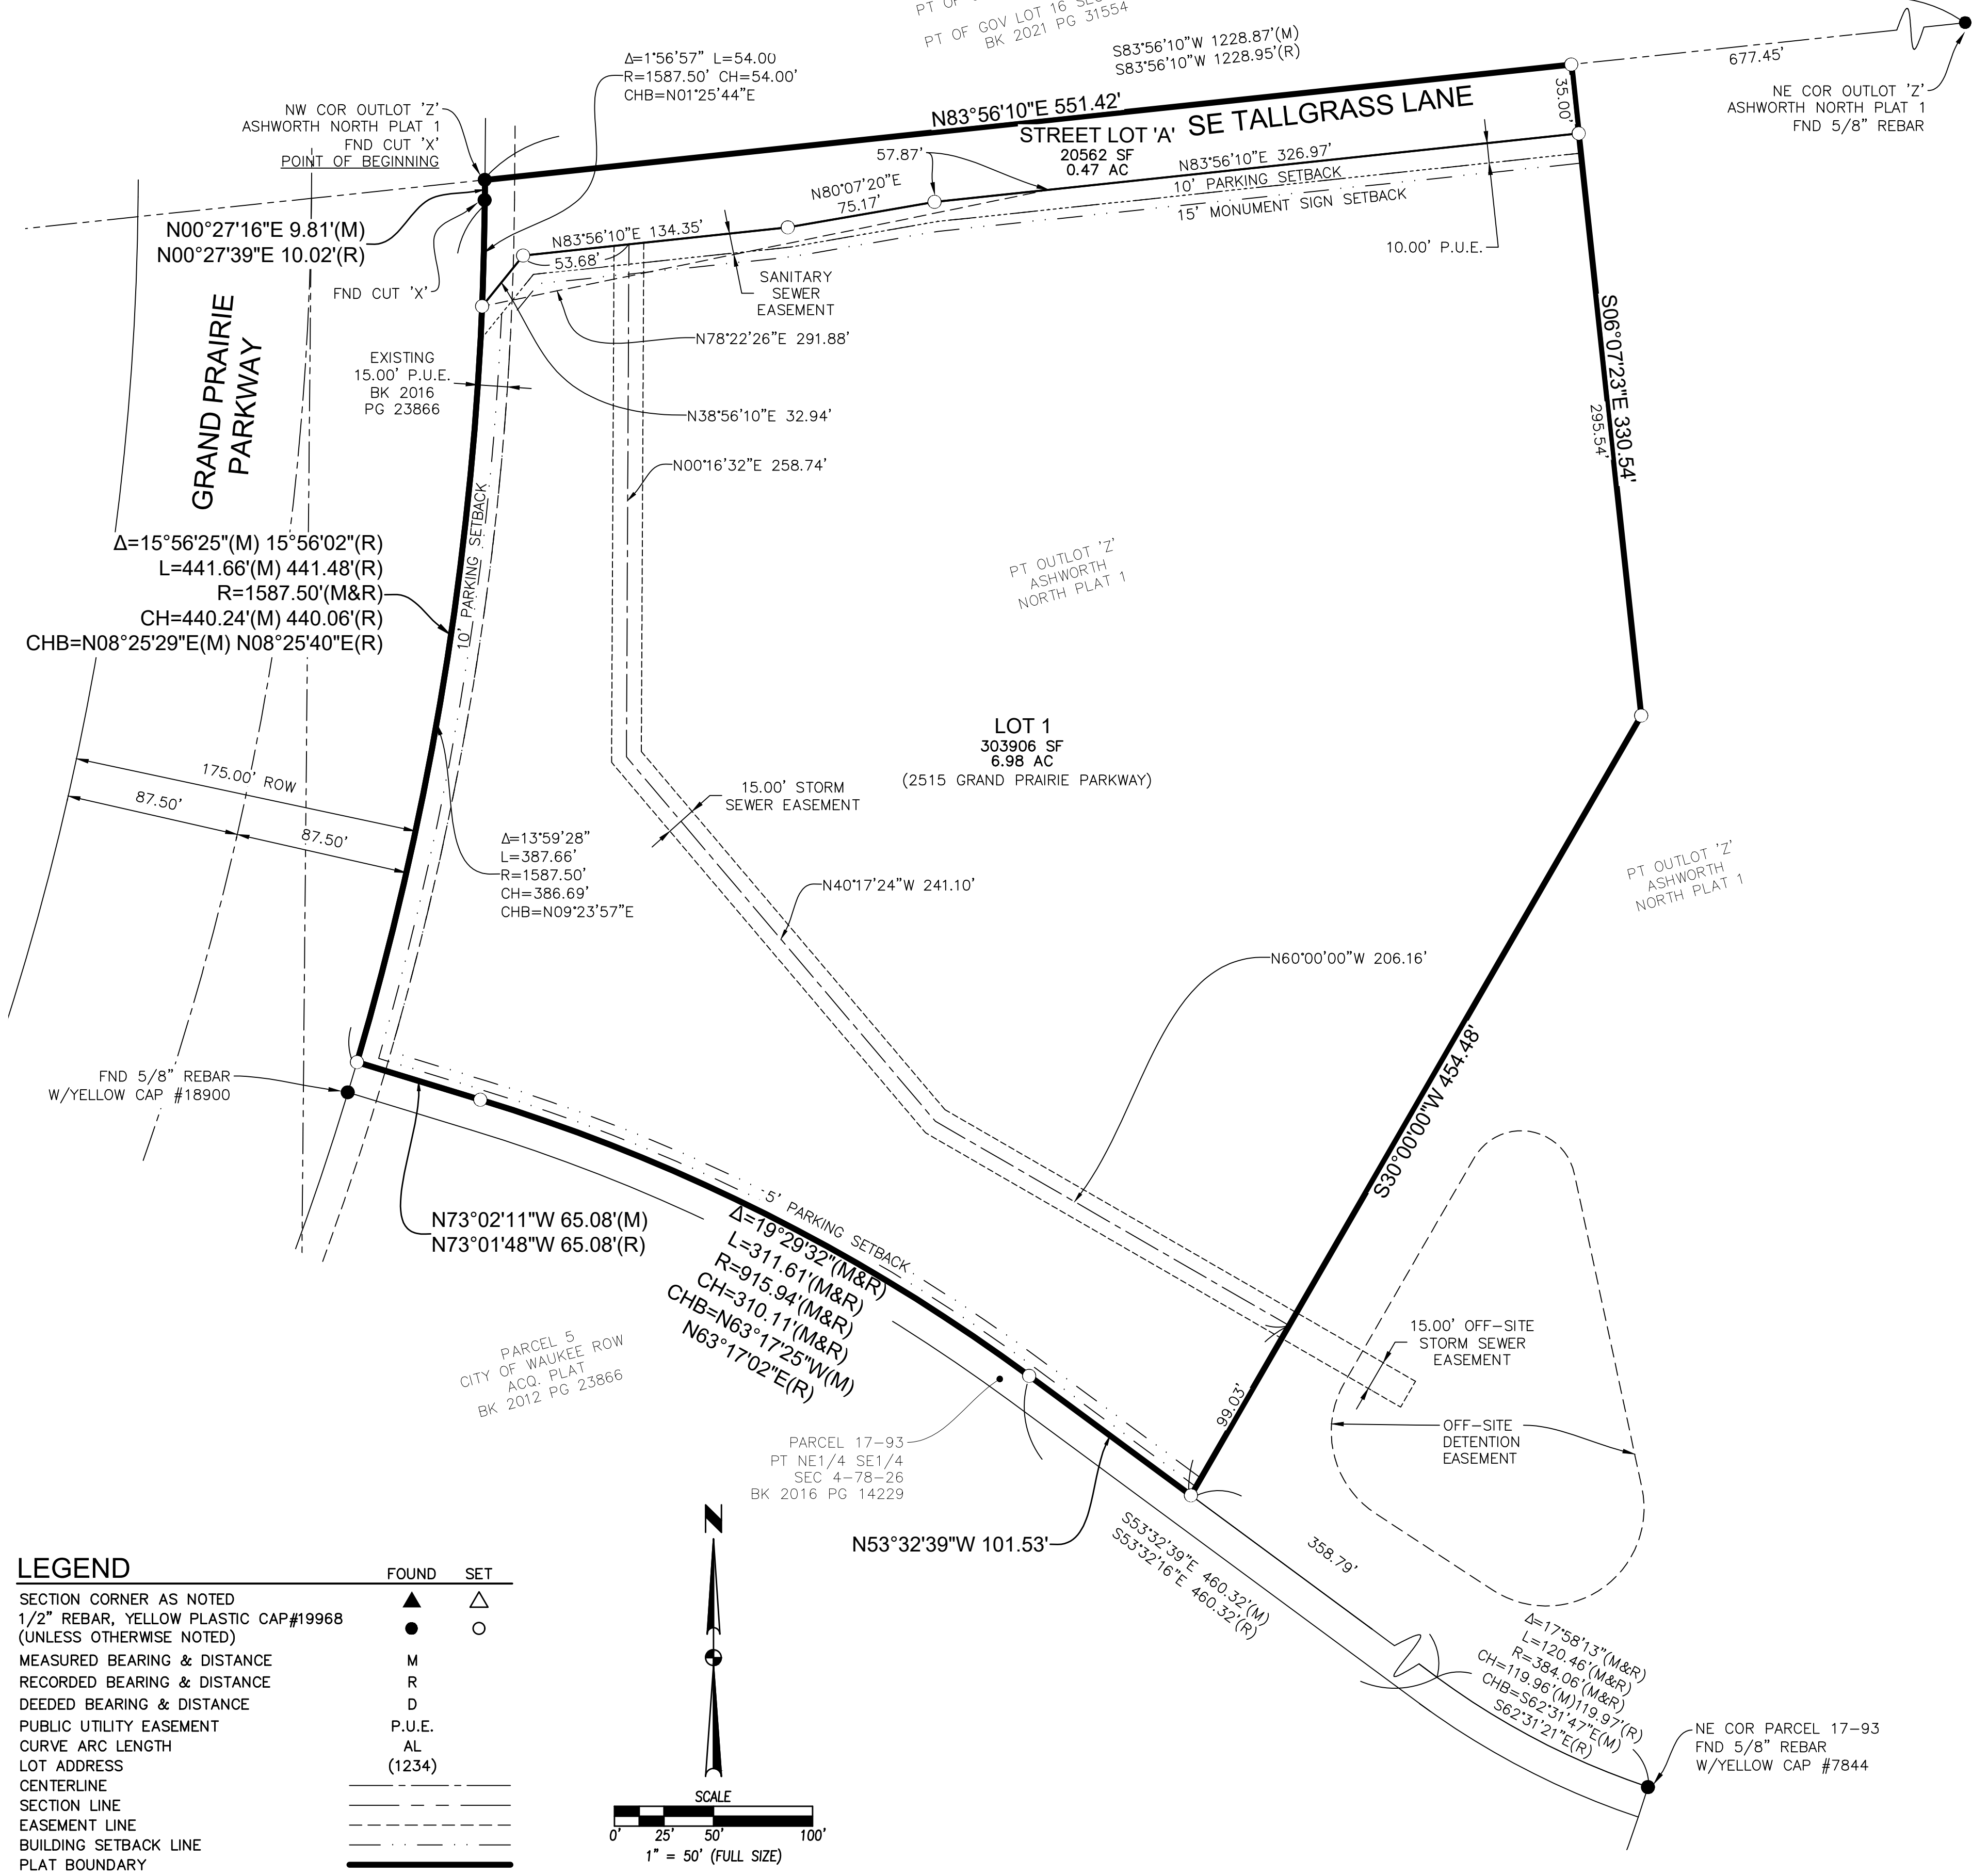 PT OF GOV LOT 16
BK 2021 PG 31554
S83°56'10"W 1228.87'(M)
S83°56'10"W 1228.95'(R)
677.45'
NE COR OUTLOT 'Z'
ASHWORTH NORTH PLAT 1
FND 5/8" REBAR
Δ=1°56'57" L=54.00
R=1587.50' CH=54.00'
CHB=N01°25'44"E
NW COR OUTLOT 'Z'
ASHWORTH NORTH PLAT 1
FND CUT 'X'
POINT OF BEGINNING
N83°56'10"E 551.42'
STREET LOT 'A' SE TALLGRASS LANE
20562 SF
0.47 AC
35.00'
57.87'
N83°56'10"E 326.97'
10' PARKING SETBACK
15' MONUMENT SIGN SETBACK
N80°07'20"E
75.17'
N83°56'10"E 134.35'
53.68'
10.00' P.U.E.
SANITARY
SEWER
EASEMENT
N00°27'16"E 9.81'(M)
N00°27'39"E 10.02'(R)
FND CUT 'X'
N78°22'26"E 291.88'
N38°56'10"E 32.94'
N00°16'32"E 258.74'
EXISTING
15.00' P.U.E.
BK 2016
PG 23866
GRAND PRAIRIE
PARKWAY
S06°07'23"E 330.54'
295.54'
10' PARKING SETBACK
Δ=15°56'25"(M) 15°56'02"(R)
L=441.66'(M) 441.48'(R)
R=1587.50'(M&R)
CH=440.24'(M) 440.06'(R)
CHB=N08°25'29"E(M) N08°25'40"E(R)
PT OUTLOT 'Z'
ASHWORTH
NORTH PLAT 1
LOT 1
303906 SF
6.98 AC
(2515 GRAND PRAIRIE PARKWAY)
175.00' ROW
87.50'
87.50'
15.00' STORM
SEWER EASEMENT
Δ=13°59'28"
L=387.66'
R=1587.50'
CH=386.69'
CHB=N09°23'57"E
N40°17'24"W 241.10'
PT OUTLOT 'Z'
ASHWORTH
NORTH PLAT 1
N60°00'00"W 206.16'
S30°00'00"W 454.48'
FND 5/8" REBAR
W/YELLOW CAP #18900
N73°02'11"W 65.08'(M)
N73°01'48"W 65.08'(R)
5' PARKING SETBACK
Δ=19°29'32"(M&R)
L=311.61'(M&R)
R=915.94'(M&R)
CH=310.11'(M&R)
CHB=N63°17'25"W(M)
N63°17'02"E(R)
PARCEL 5
CITY OF WAUKEE ROW
ACQ. PLAT
BK 2012 PG 23866
15.00' OFF-SITE
STORM SEWER
EASEMENT
99.03'
OFF-SITE
DETENTION
EASEMENT
PARCEL 17-93
PT NE1/4 SE1/4
SEC 4-78-26
BK 2016 PG 14229
N53°32'39"W 101.53'
S53°32'39"E 460.32'(M)
S53°32'16"E 460.32'(R)
358.79'
Δ=17°58'13"(M&R)
L=120.46'(M&R)
R=384.06'(M&R)
CH=119.96'(M)119.97'(R)
CHB=S62°31'47"E(M)
S62°31'21"E(R)
NE COR PARCEL 17-93
FND 5/8" REBAR
W/YELLOW CAP #7844
LEGEND FOUND SET
SECTION CORNER AS NOTED
1/2" REBAR, YELLOW PLASTIC CAP#19968
(UNLESS OTHERWISE NOTED)
MEASURED BEARING & DISTANCE M
RECORDED BEARING & DISTANCE R
DEEDED BEARING & DISTANCE D
PUBLIC UTILITY EASEMENT P.U.E.
CURVE ARC LENGTH AL
LOT ADDRESS (1234)
CENTERLINE
SECTION LINE
EASEMENT LINE
BUILDING SETBACK LINE
PLAT BOUNDARY
N
SCALE
0' 25' 50' 100'
1" = 50' (FULL SIZE)